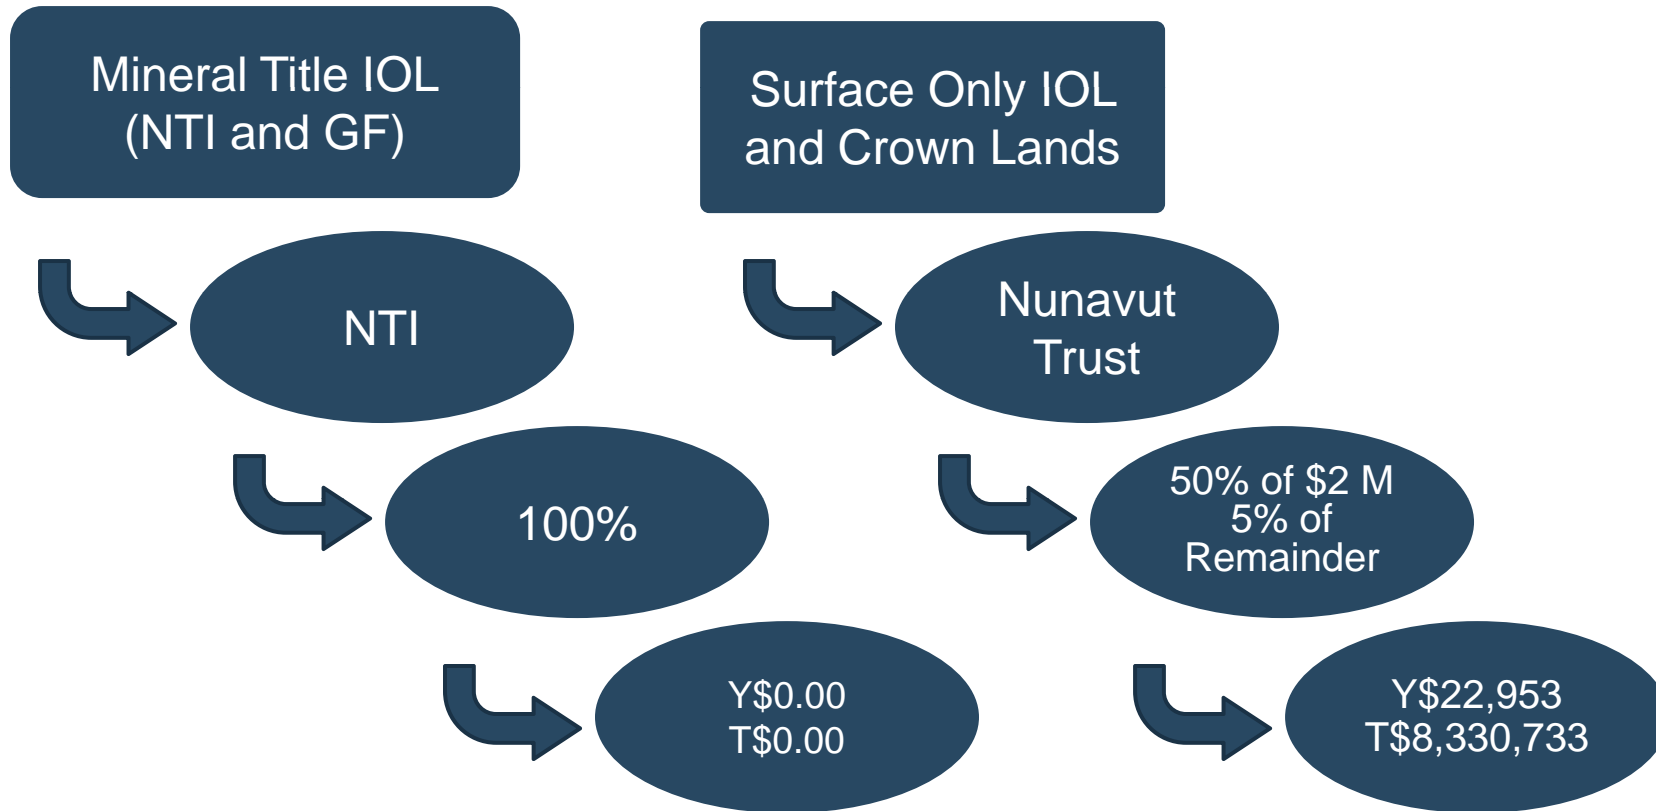 Mineral Title IOL
(NTI and GF)
NTI
100%
Y$0.00
T$0.00
Surface Only IOL
and Crown Lands
Nunavut
Trust
50% of $2 M
5% of
Remainder
Y$22,953
T$8,330,733